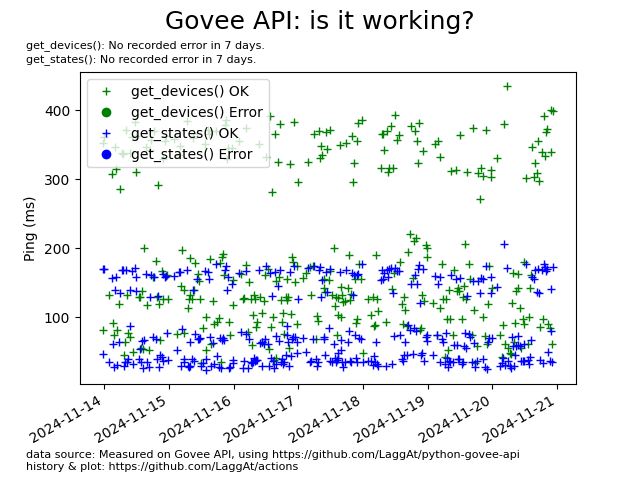 Govee API: is it working?
get_devices(): No recorded error in 7 days.
get_states(): No recorded error in 7 days.
get_devices() OK
get_devices() Error
get_states() OK
get_states() Error
Ping (ms)
400
300
200
100
2024-11-14
2024-11-15
2024-11-16
2024-11-17
2024-11-18
2024-11-19
2024-11-20
2024-11-21
data source: Measured on Govee API, using https://github.com/LaggAt/python-govee-api
history & plot: https://github.com/LaggAt/actions